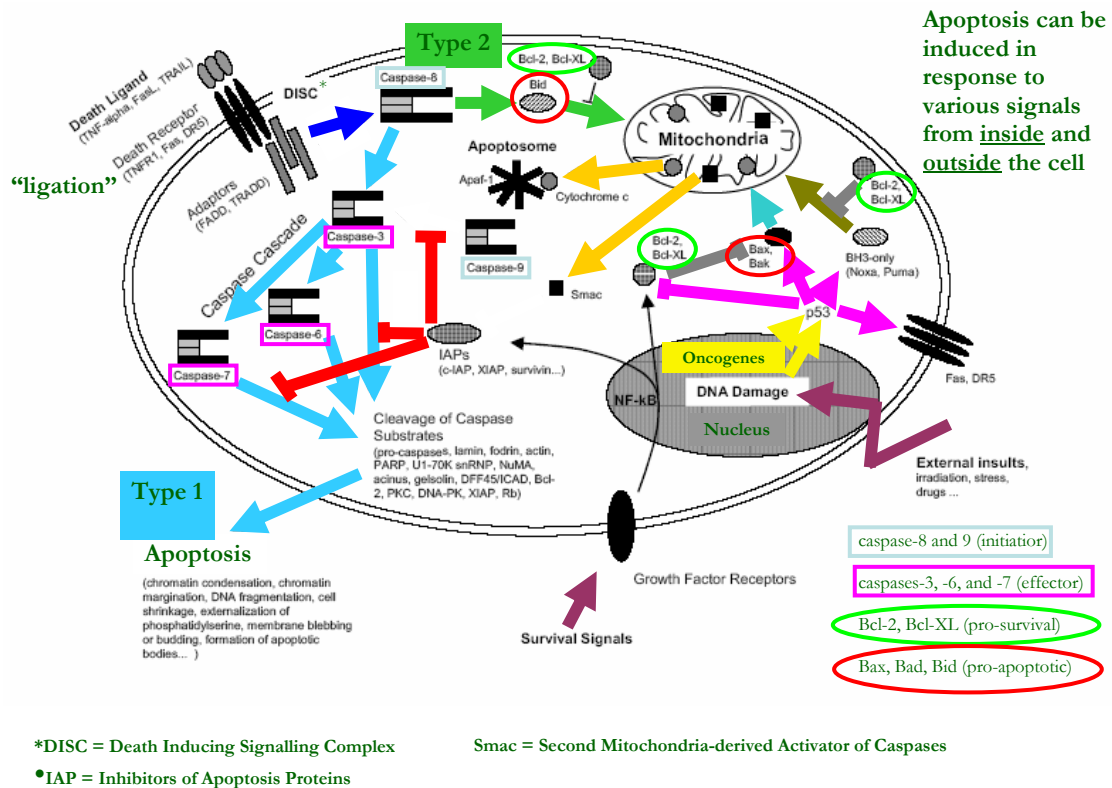 Apoptosis can be
induced in
response to
various signals
from inside and
outside the cell
Type 2
Caspase-8
Bcl-2, Bcl-XL
Bid
DISC*
Death Ligand
(TNF-alpha, FasL, TRAIL)
Death Receptor
(TNFR1, Fas, DR5)
Adaptors
(FADD, TRADD)
“ligation”
Mitochondria
Apoptosome
Apaf-1
Cytochrome c
Caspase-3
Caspase Cascade
Caspase-9
Caspase-6
Caspase-7
Smac
Bcl-2,
Bcl-XL
Bax,
Bak
Bcl-2,
Bcl-XL
BH3-only
(Noxa, Puma)
p53
Fas, DR5
IAPs
(c-IAP, XIAP, survivin...)
Oncogenes
NF-kB
DNA Damage
Nucleus
External insults,
irradiation, stress,
drugs ...
Cleavage of Caspase
Substrates
(pro-caspases, lamin, fodrin, actin,
PARP, U1-70K snRNP, NuMA,
acinus, gelsolin, DFF45/ICAD, Bcl-
2, PKC, DNA-PK, XIAP, Rb)
Type 1
Apoptosis
(chromatin condensation, chromatin
margination, DNA fragmentation, cell
shrinkage, externalization of
phosphatidylserine, membrane blebbing
or budding, formation of apoptotic
bodies... )
Growth Factor Receptors
Survival Signals
caspase-8 and 9 (initiatior)
caspases-3, -6, and -7 (effector)
Bcl-2, Bcl-XL (pro-survival)
Bax, Bad, Bid (pro-apoptotic)
*DISC = Death Inducing Signalling Complex
Smac = Second Mitochondria-derived Activator of Caspases
•IAP = Inhibitors of Apoptosis Proteins